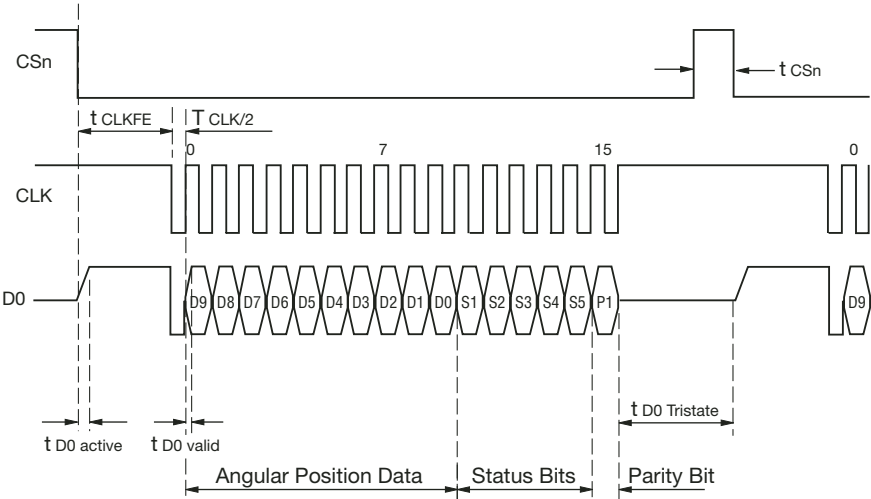 CSn
t CSn
t CLKFE
T CLK/2
0
7
15
0
CLK
D0
D9
D8
D7
D6
D5
D4
D3
D2
D1
D0
S1
S2
S3
S4
S5
P1
D9
t D0 active
t D0 valid
t D0 Tristate
Angular Position Data
Status Bits
Parity Bit